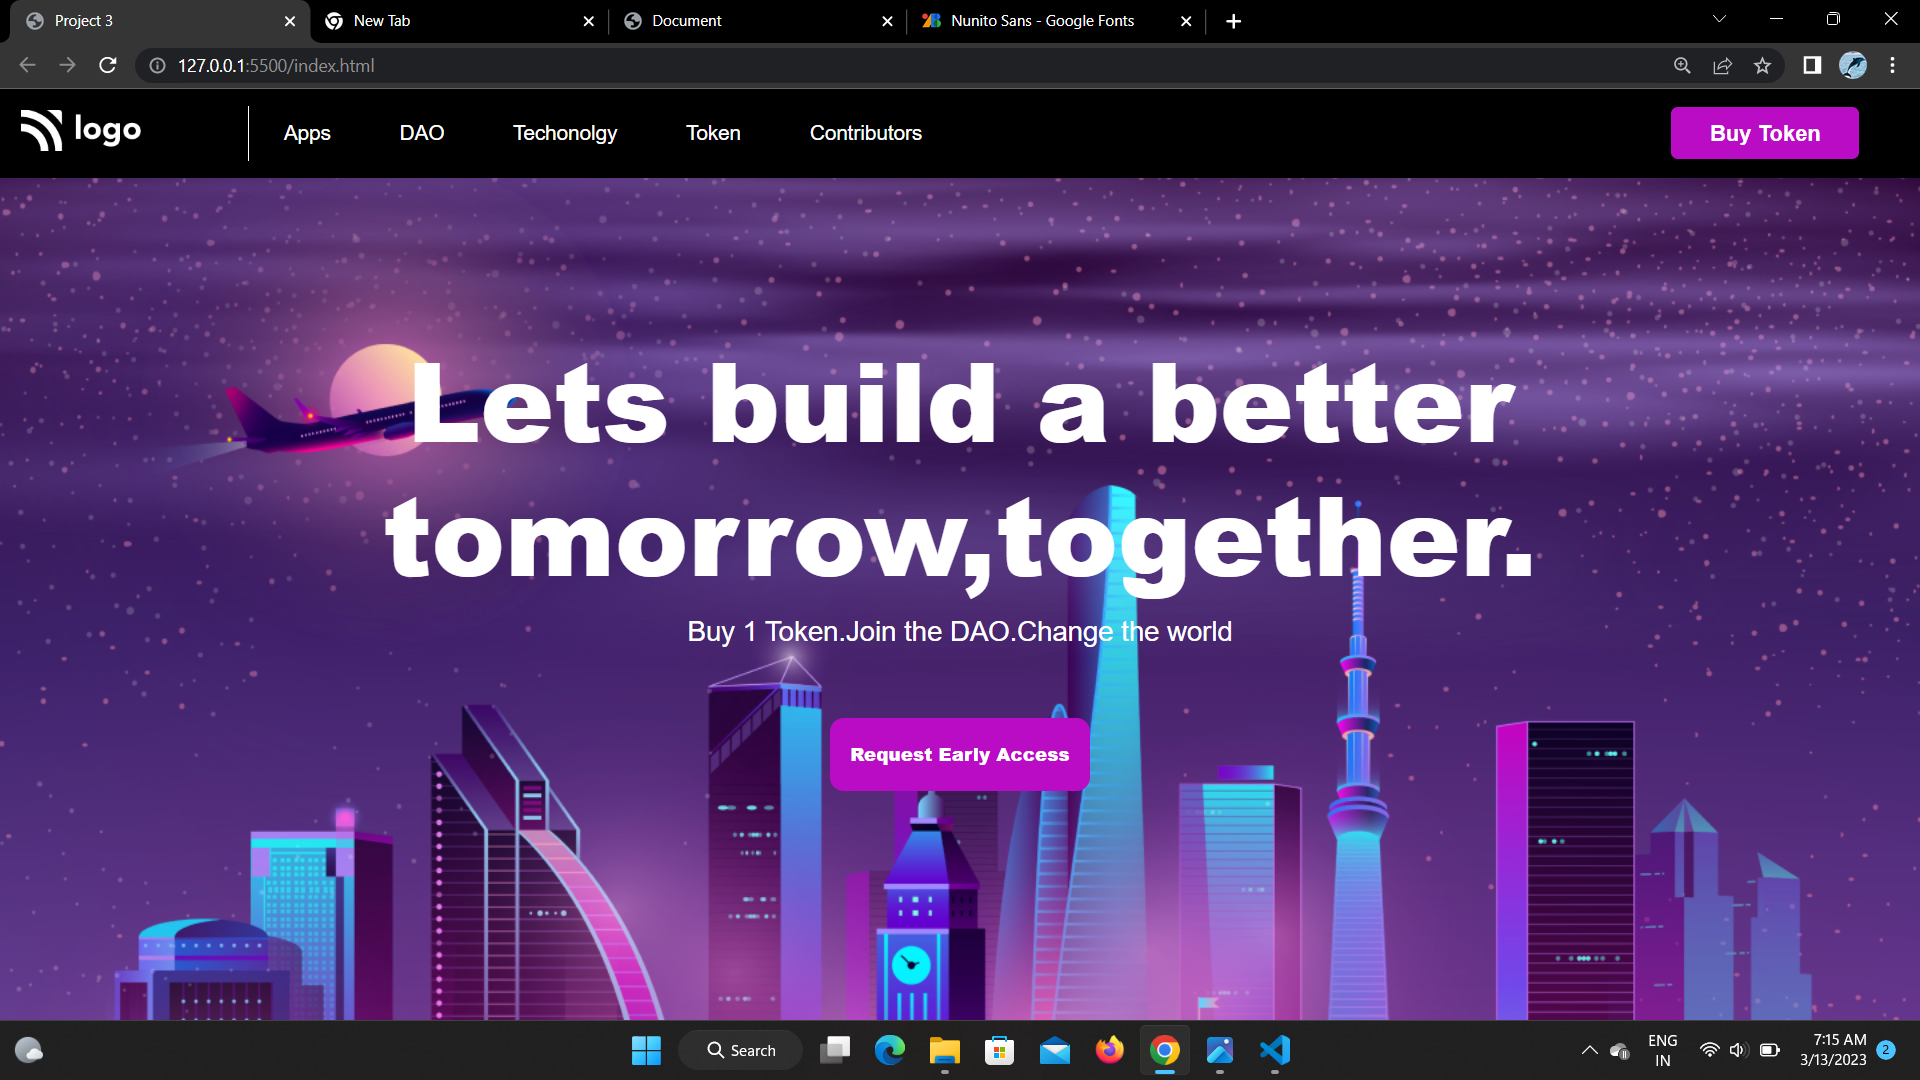 Project 3
New Tab
Document
Nunito Sans - Google Fonts
127.0.0.1:5500/index.html
logo
Apps
DAO
Techonolgy
Token
Contributors
Buy Token
Lets build a better
tomorrow,together.
Buy 1 Token.Join the DAO.Change the world
Request Early Access
Search
ENG
IN
7:15 AM
3/13/2023
2